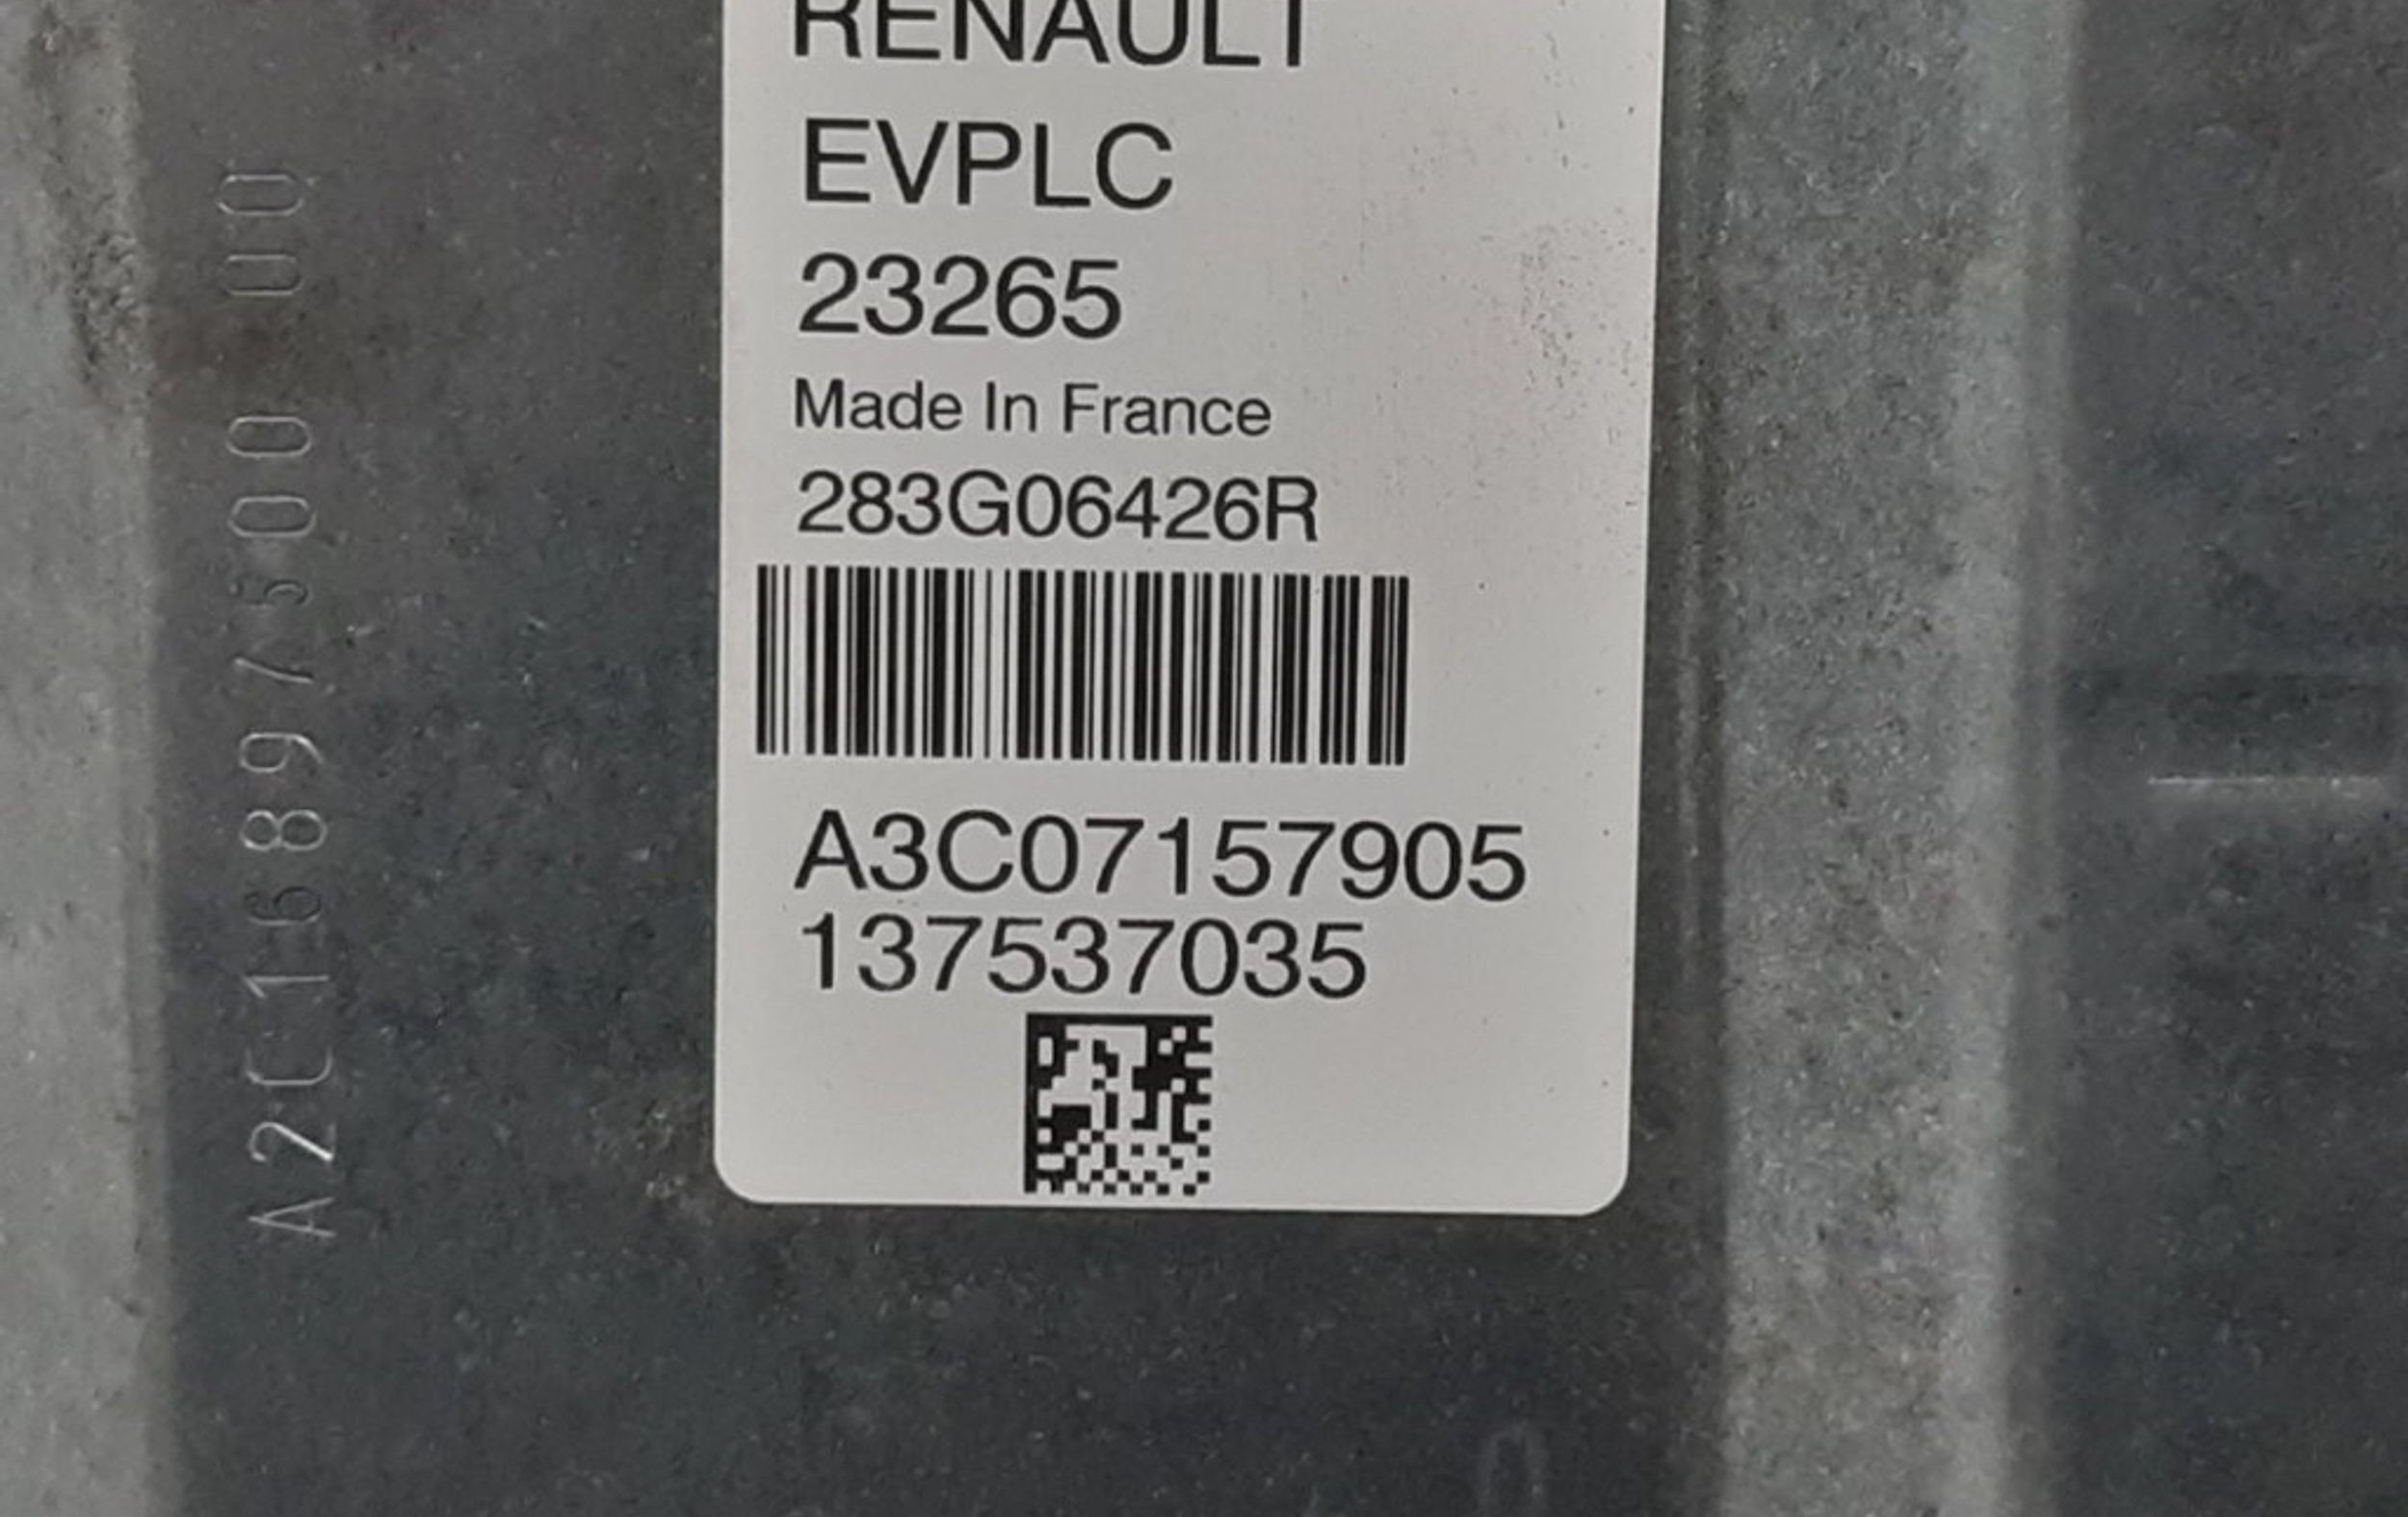 RENAULT
EVPLC
23265
Made In France
283G06426R
A3C07157905
137537035
A2C16897500 00